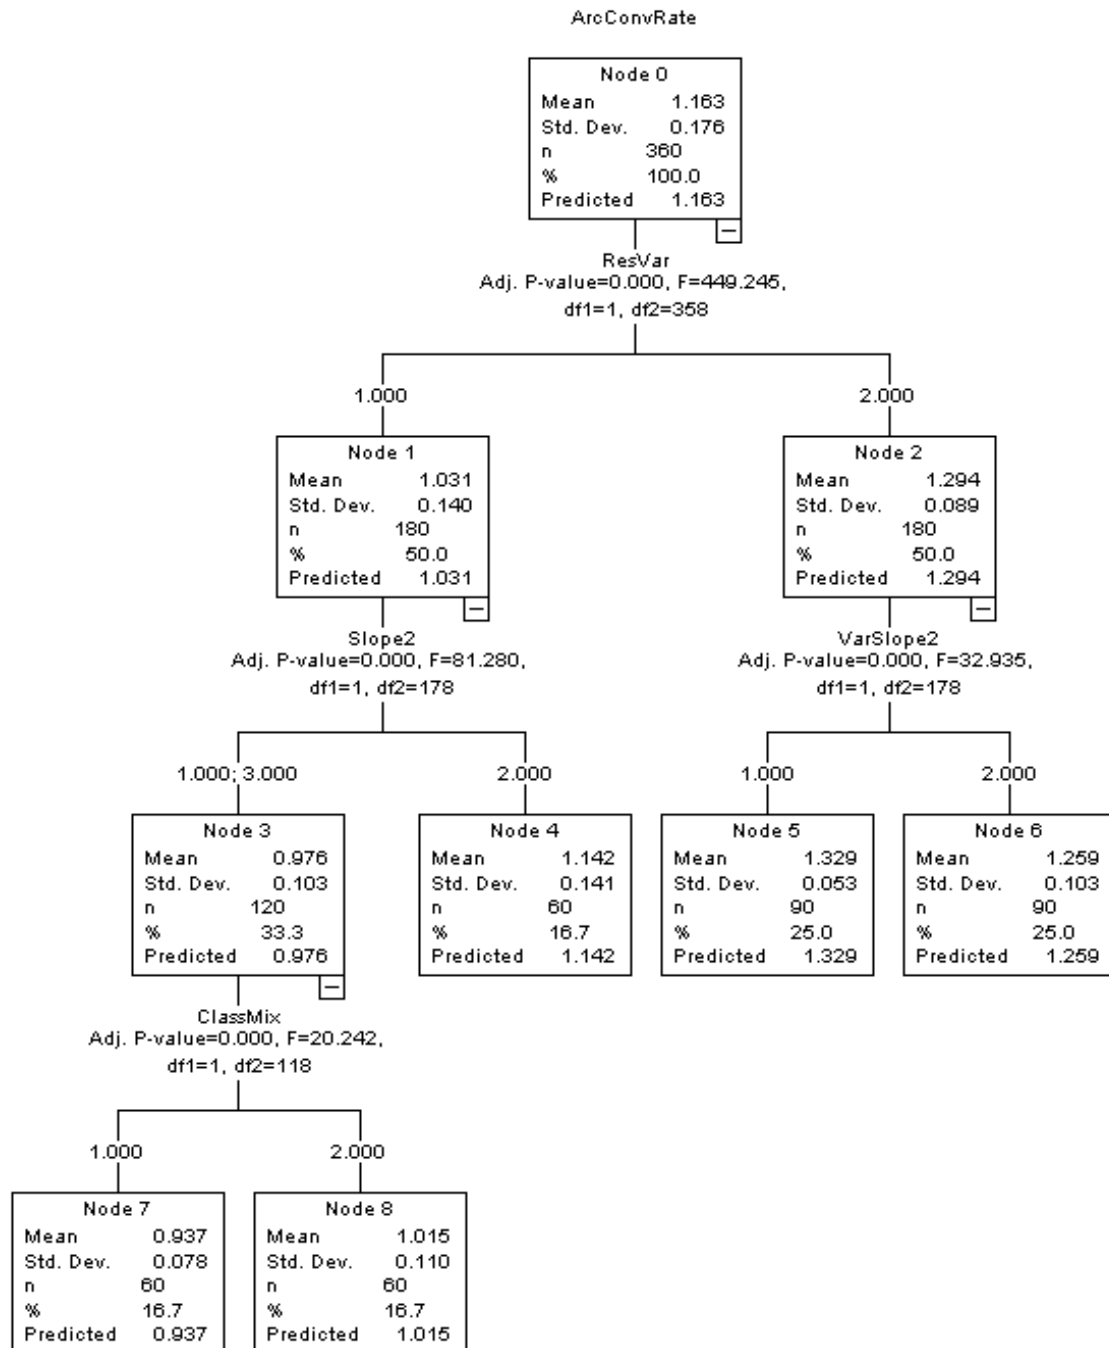 ArcConvRate
Node 0
Mean 1.163
Std. Dev. 0.176
n 360
% 100.0
Predicted 1.163
ResVar
Adj. P-value=0.000, F=449.245,
df1=1, df2=358
1.000
2.000
Node 1
Mean 1.031
Std. Dev. 0.140
n 180
% 50.0
Predicted 1.031
Node 2
Mean 1.294
Std. Dev. 0.089
n 180
% 50.0
Predicted 1.294
Slope2
Adj. P-value=0.000, F=81.280,
df1=1, df2=178
VarSlope2
Adj. P-value=0.000, F=32.935,
df1=1, df2=178
1.000; 3.000
2.000
1.000
2.000
Node 3
Mean 0.976
Std. Dev. 0.103
n 120
% 33.3
Predicted 0.976
Node 4
Mean 1.142
Std. Dev. 0.141
n 60
% 16.7
Predicted 1.142
Node 5
Mean 1.329
Std. Dev. 0.053
n 90
% 25.0
Predicted 1.329
Node 6
Mean 1.259
Std. Dev. 0.103
n 90
% 25.0
Predicted 1.259
ClassMix
Adj. P-value=0.000, F=20.242,
df1=1, df2=118
1.000
2.000
Node 7
Mean 0.937
Std. Dev. 0.078
n 60
% 16.7
Predicted 0.937
Node 8
Mean 1.015
Std. Dev. 0.110
n 60
% 16.7
Predicted 1.015